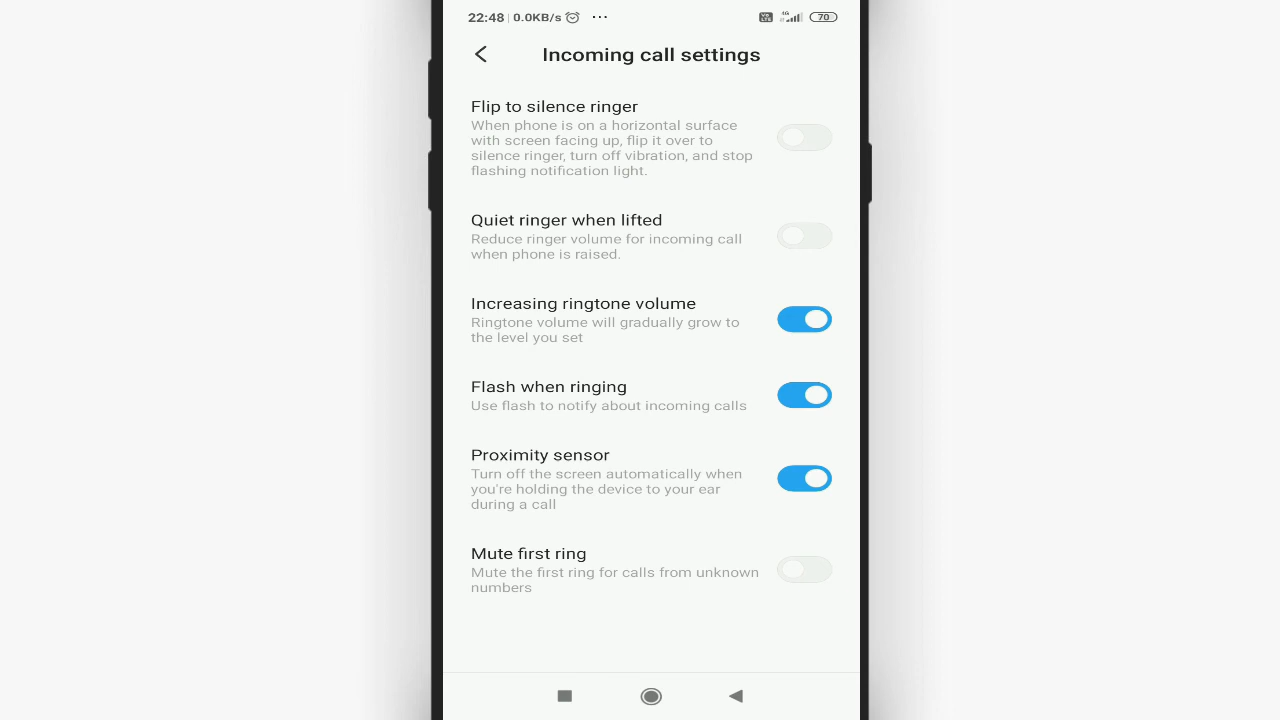 22:48 | 0.0KB/s ...
70
Incoming call settings
Flip to silence ringer
When phone is on a horizontal surface
with screen facing up, flip it over to
silence ringer, turn off vibration, and stop
flashing notification light.
Quiet ringer when lifted
Reduce ringer volume for incoming call
when phone is raised.
Increasing ringtone volume
Ringtone volume will gradually grow to
the level you set
Flash when ringing
Use flash to notify about incoming calls
Proximity sensor
Turn off the screen automatically when
you're holding the device to your ear
during a call
Mute first ring
Mute the first ring for calls from unknown
numbers